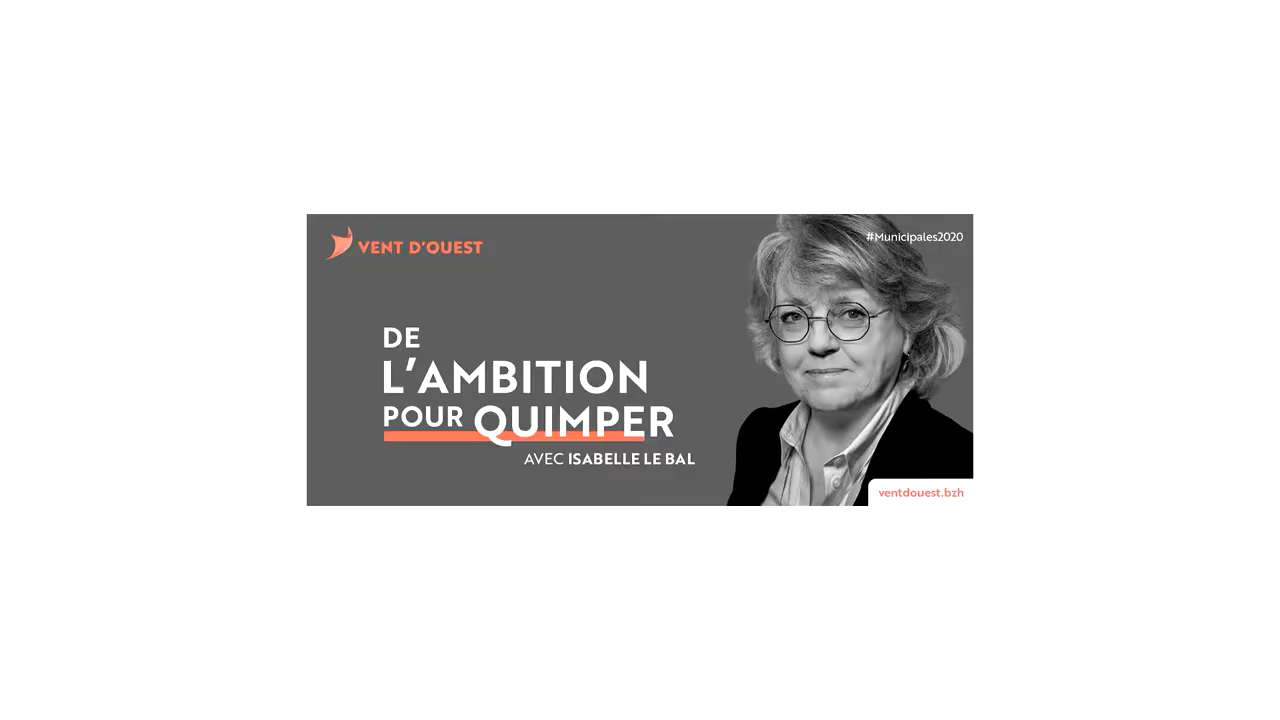 VENT D'OUEST
#Municipales2020
DE
L'AMBITION
POUR QUIMPER
AVEC ISABELLE LE BAL
ventdouest.bzh